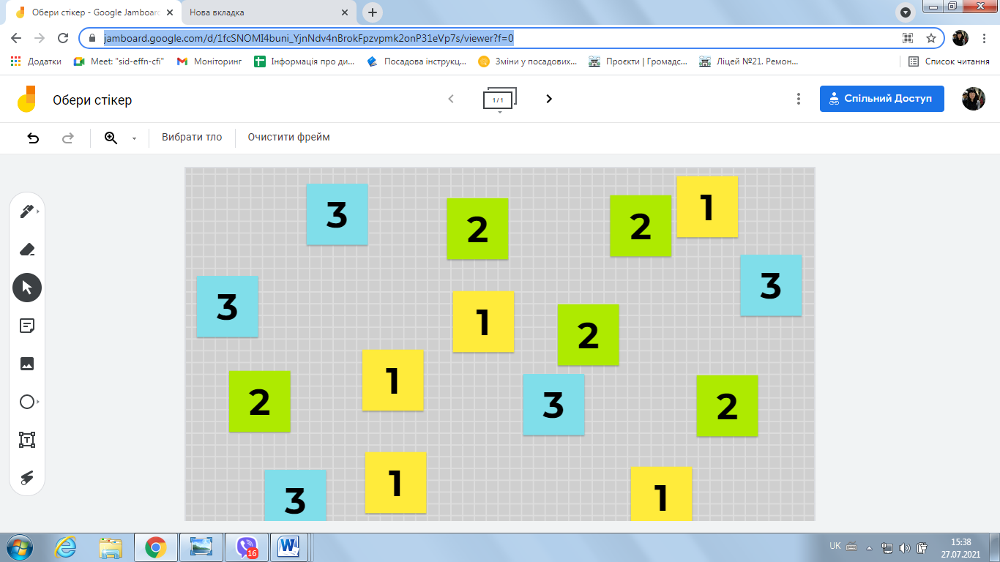 Обери стікер - Google Jamboard
Нова вкладка
jamboard.google.com/d/1fcSNOMI4buni_YjnNdv4nBrokFpzvpmk2onP31eVp7s/viewer?f=0
Додатки
Meet: "sid-effn-cfi"
Моніторинг
Інформація про ди...
Посадова інструкц...
Зміни у посадових...
Проєкти | Громадс...
Ліцей №21. Ремон...
Список читання
Обери стікер
1 / 1
Спільний Доступ
Вибрати тло
Очистити фрейм
3
2
2
1
3
3
1
2
2
1
3
2
3
1
1
16
UK
15:38
27.07.2021